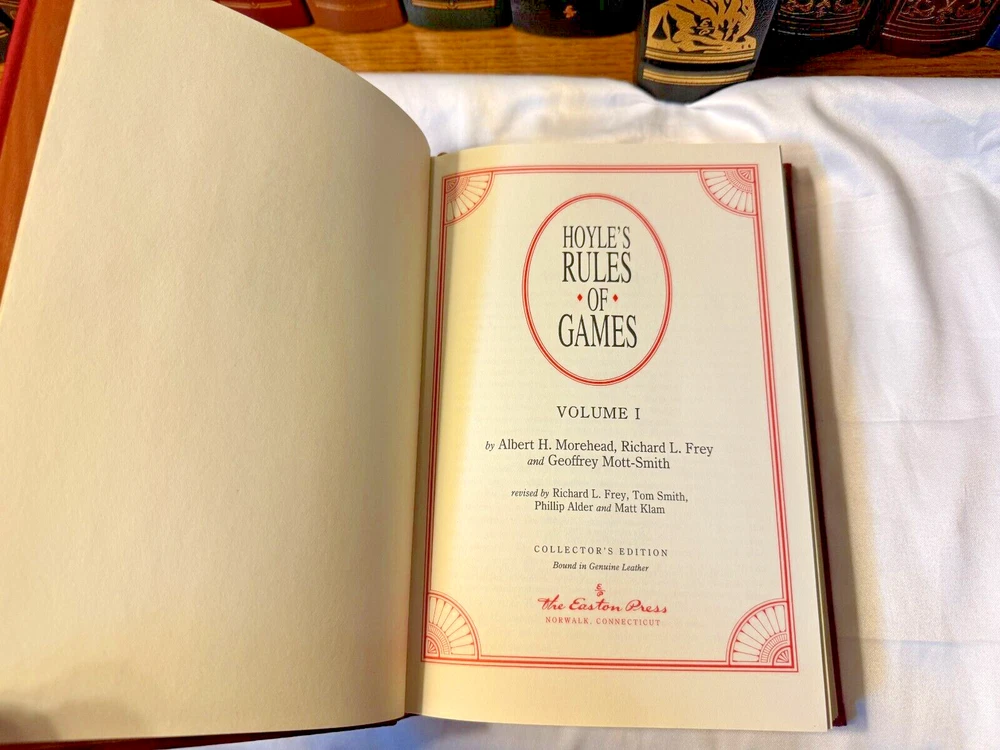 HOYLE'S
RULES
OF
GAMES
VOLUME I
by Albert H. Morehead, Richard L. Frey
and Geoffrey Mott-Smith
revised by Richard L. Frey, Tom Smith,
Phillip Alder and Matt Klam
COLLECTOR'S EDITION
Bound in Genuine Leather
The Easton Press
NORWALK, CONNECTICUT